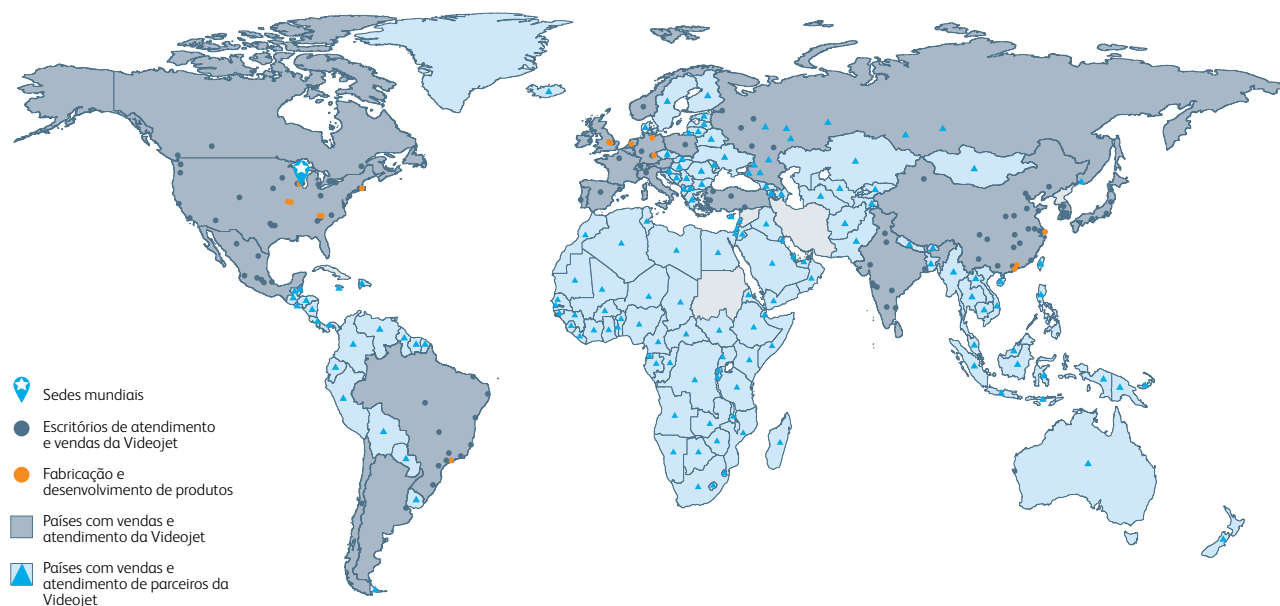 Sedes mundiais
Escritórios de atendimento
e vendas da Videojet
Fabricação e
desenvolvimento de produtos
Países com vendas e
atendimento da Videojet
Países com vendas e
atendimento de parceiros da
Videojet